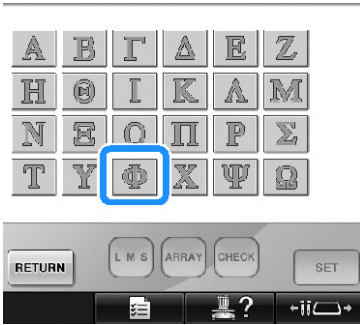 Α Β Γ Δ Ε Ζ
Η Θ Ι Κ Λ Μ
Ν Ξ Ο Π Ρ Σ
Τ Υ Φ Χ Ψ Ω
RETURN L M S ARRAY CHECK SET
?